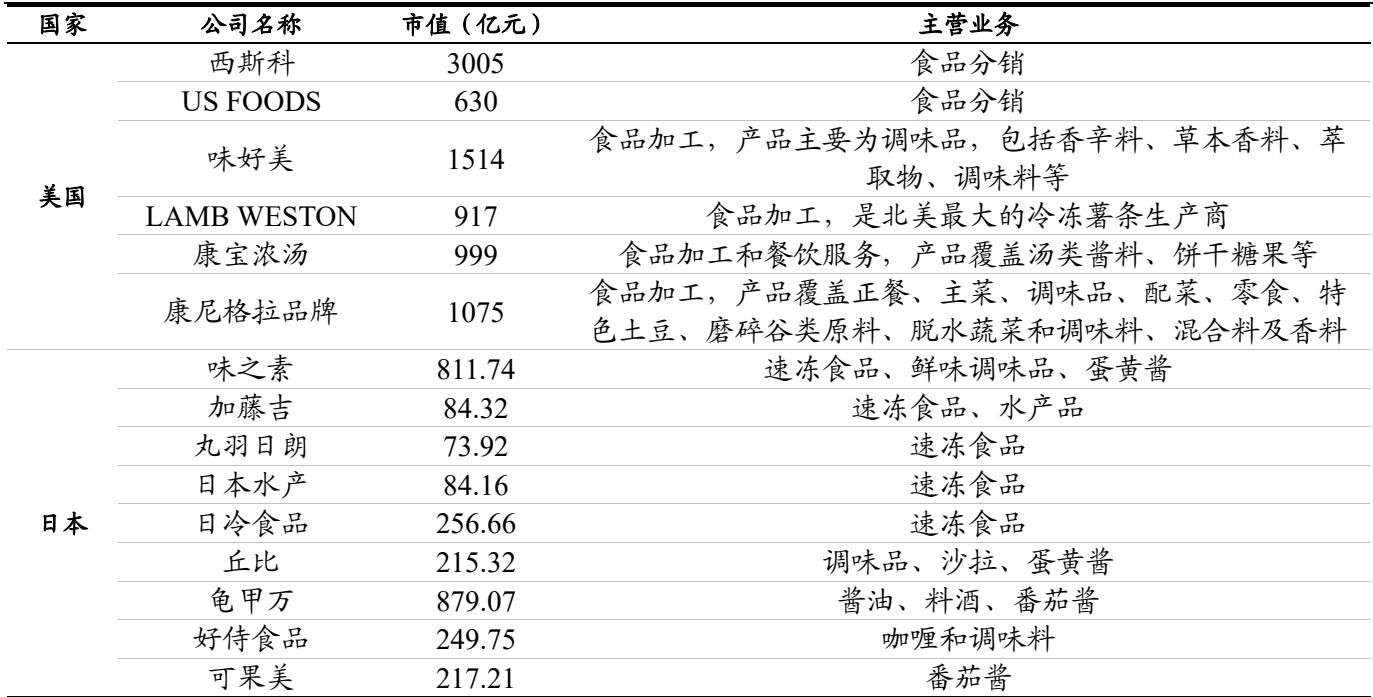 国家 公司名称 市值（亿元） 主营业务
西斯科 3005 食品分销
US FOODS 630 食品分销
味好美 1514 食品加工，产品主要为调味品，包括香辛料、草本香料、萃
取物、调味料等
美国
LAMB WESTON 917 食品加工，是北美最大的冷冻薯条生产商
康宝浓汤 999 食品加工和餐饮服务，产品覆盖汤类酱料、饼干糖果等
康尼格拉品牌 1075 食品加工，产品覆盖正餐、主菜、调味品、配菜、零食、特
色土豆、磨碎谷类原料、脱水蔬菜和调味料、混合料及香料
味之素 811.74 速冻食品、鲜味调味品、蛋黄酱
加藤吉 84.32 速冻食品、水产品
丸羽日朗 73.92 速冻食品
日本水产 84.16 速冻食品
日本 日冷食品 256.66 速冻食品
丘比 215.32 调味品、沙拉、蛋黄酱
龟甲万 879.07 酱油、料酒、番茄酱
好侍食品 249.75 咖喱和调味料
可果美 217.21 番茄酱